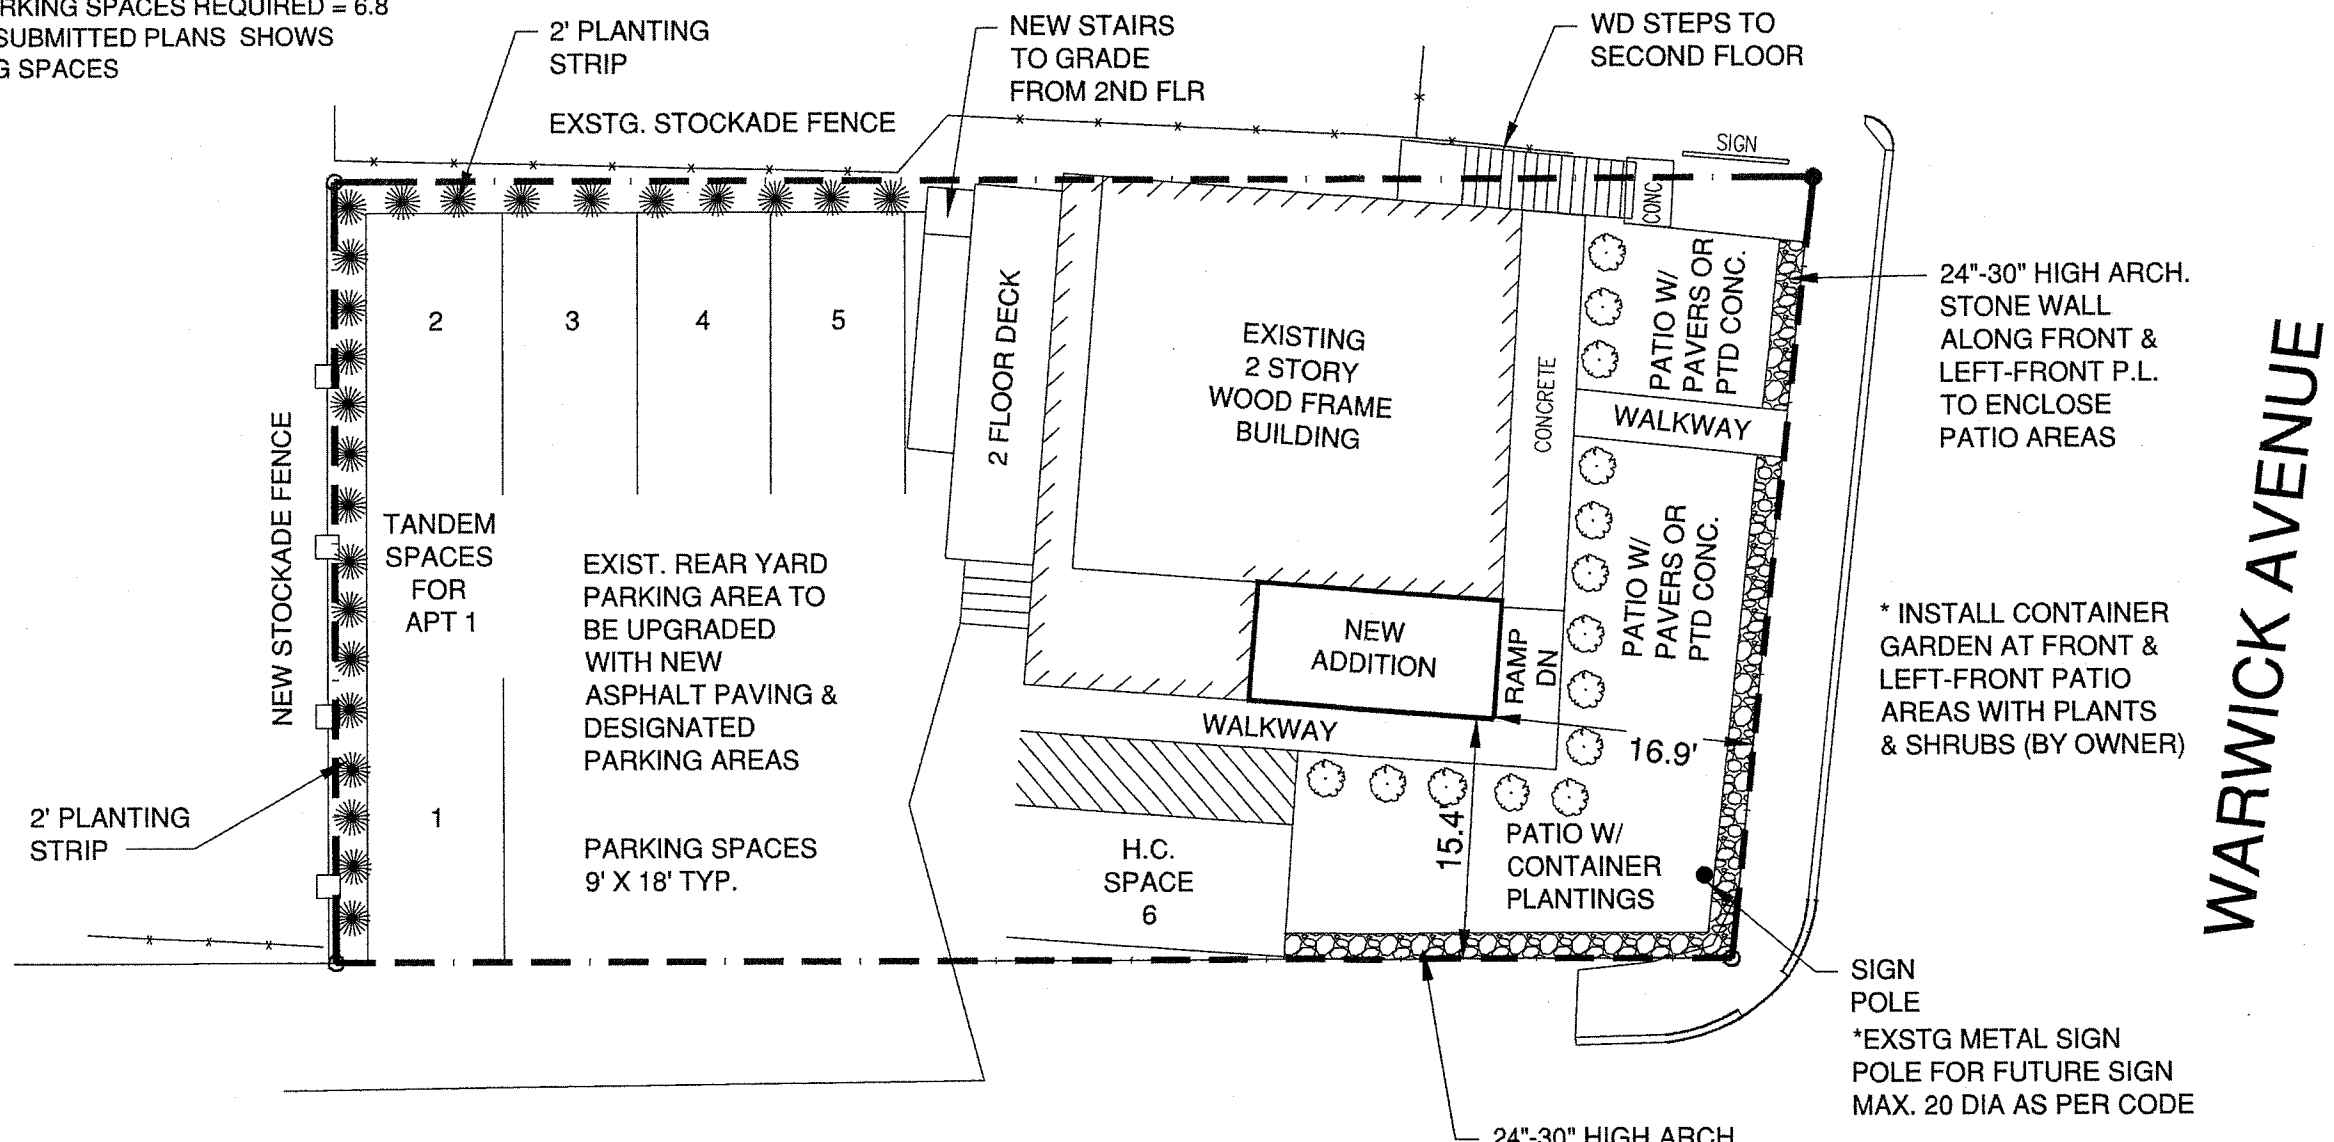 PARKING SPACES REQUIRED = 6.8
SUBMITTED PLANS SHOWS
SPACES
2' PLANTING
STRIP
EXSTG. STOCKADE FENCE
NEW STAIRS
TO GRADE
FROM 2ND FLR
WD STEPS TO
SECOND FLOOR
SIGN
CONC
2
3
4
5
2 FLOOR DECK
EXISTING
2 STORY
WOOD FRAME
BUILDING
CONCRETE
PATIO W/
PAVERS OR
PTD CONC.
WALKWAY
24"-30" HIGH ARCH.
STONE WALL
ALONG FRONT &
LEFT-FRONT P.L.
TO ENCLOSE
PATIO AREAS
WARWICK AVENUE
NEW STOCKADE FENCE
TANDEM
SPACES
FOR
APT 1
EXIST. REAR YARD
PARKING AREA TO
BE UPGRADED
WITH NEW
ASPHALT PAVING &
DESIGNATED
PARKING AREAS
NEW
ADDITION
RAMP
DN
PATIO W/
PAVERS OR
PTD CONC.
* INSTALL CONTAINER
GARDEN AT FRONT &
LEFT-FRONT PATIO
AREAS WITH PLANTS
& SHRUBS (BY OWNER)
WALKWAY
16.9'
15.4'
2' PLANTING
STRIP
1
PARKING SPACES
9' X 18' TYP.
H.C.
SPACE
6
PATIO W/
CONTAINER
PLANTINGS
SIGN
POLE
*EXSTG METAL SIGN
POLE FOR FUTURE SIGN
MAX. 20 DIA AS PER CODE
24"-30" HIGH ARCH